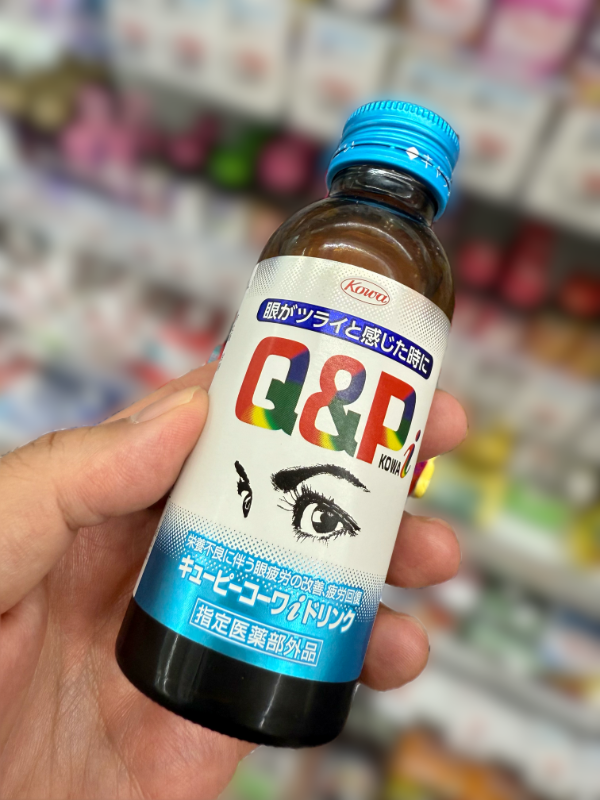 Kowa
眼がツライと感じた時に
Q&P
KOWA i
栄養不良に伴う眼疲労の改善、疲労回復
キューピーコーワiドリンク
指定医薬部外品